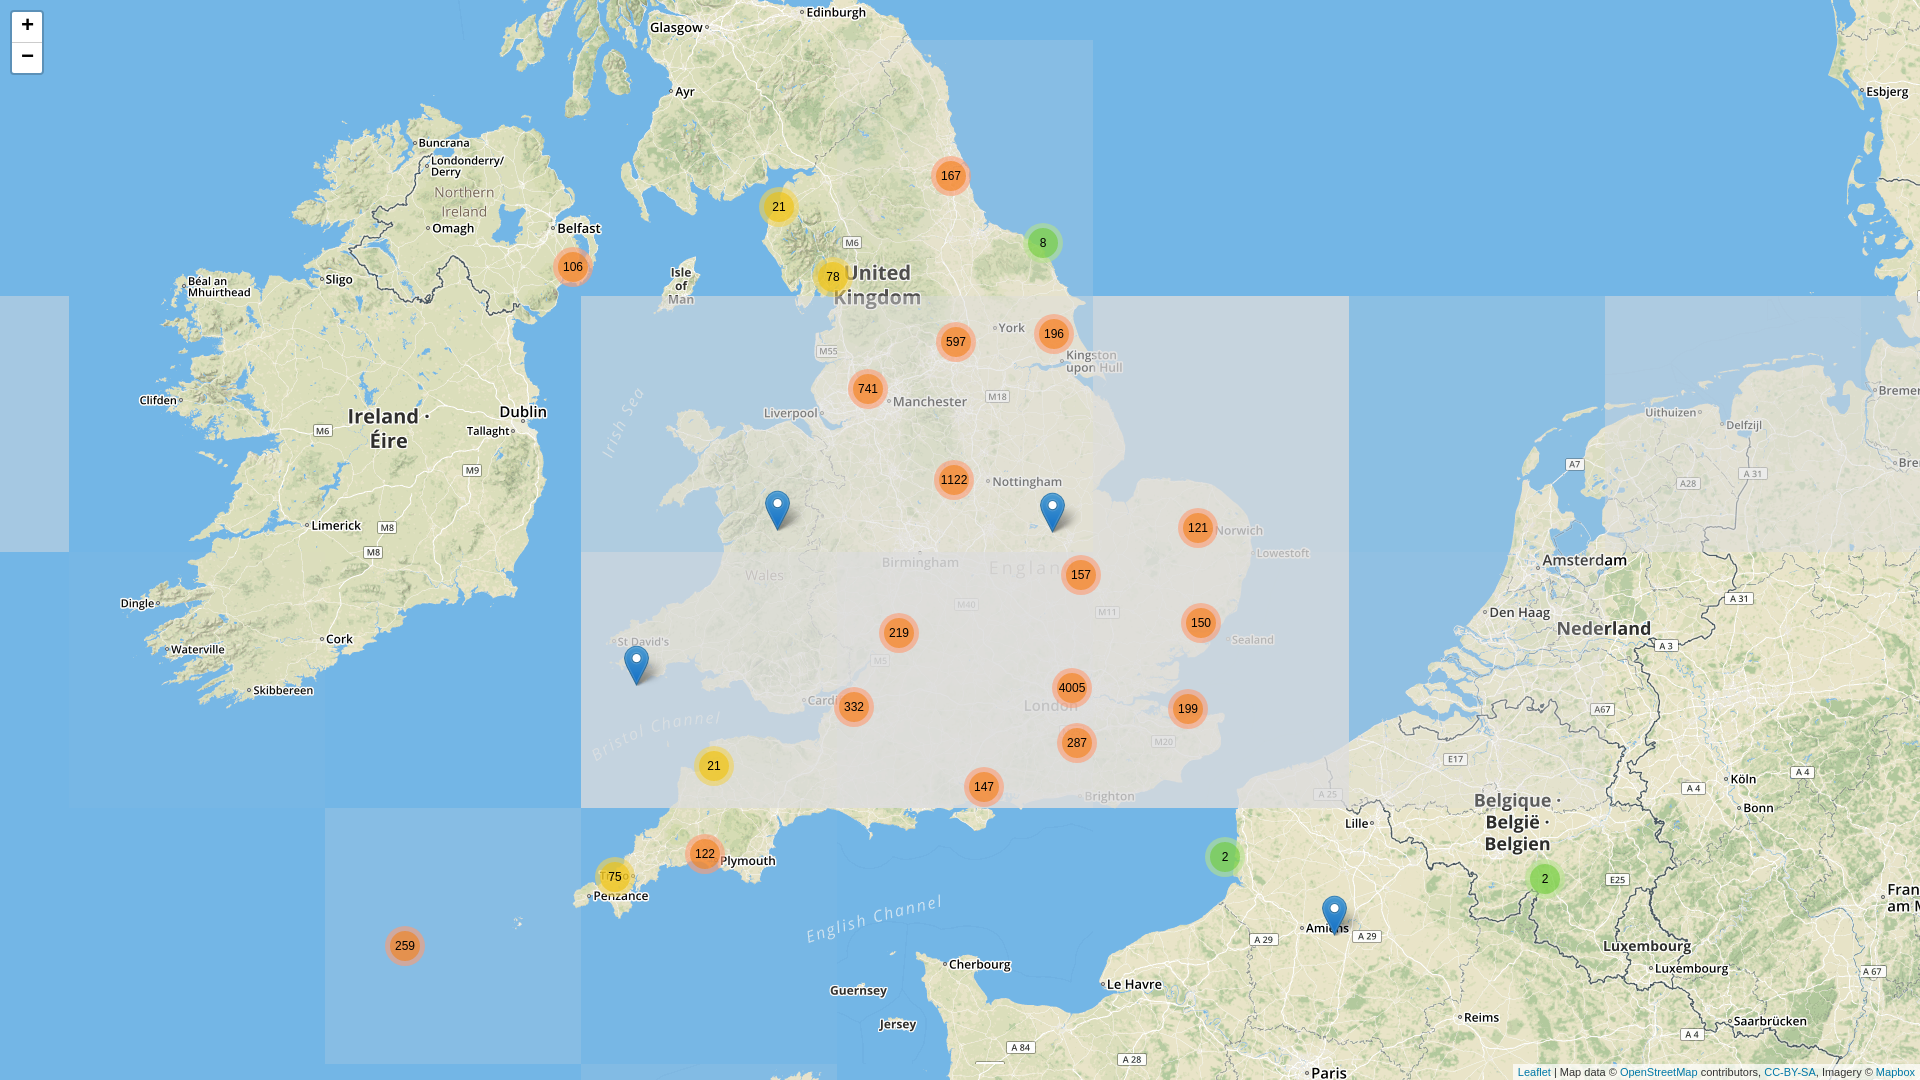 +
−
Glasgow
Edinburgh
Ayr
Esbjerg
Buncrana
Londonderry/
Derry
Northern
Ireland
Omagh
Belfast
106
167
21
8
M6
78
United
Kingdom
Isle
of
Man
Béal an
Mhuirthead
Sligo
York
196
597
M55
Kingston
upon Hull
741
Manchester
M18
Liverpool
Irish Sea
Clifden
Ireland ·
Éire
Dublin
M6
Tallaght
M9
Uithuizen
Delfzijl
A7
A 31
A28
1122
Nottingham
Limerick
M8
M8
121
Norwich
Lowestoft
Birmingham
Wales
157
Amsterdam
Dingle
M40
M11
A 31
Den Haag
Nederland
150
219
Sealand
St David's
A 3
Cork
Waterville
M5
Skibbereen
4005
London
332
199
A67
Bristol Channel
287
M20
E17
21
147
Brighton
A 25
Köln
A 4
A 4
Bonn
Belgique ·
België ·
Belgien
Lille
122
Plymouth
2
75
Penzance
2
E25
English Channel
Amiens
A 29
A 29
259
Luxembourg
Luxembourg
A 67
Cherbourg
Le Havre
Guernsey
Jersey
Reims
Saarbrücken
A 4
A 84
A 28
Paris
Leaflet | Map data © OpenStreetMap contributors, CC-BY-SA, Imagery © Mapbox